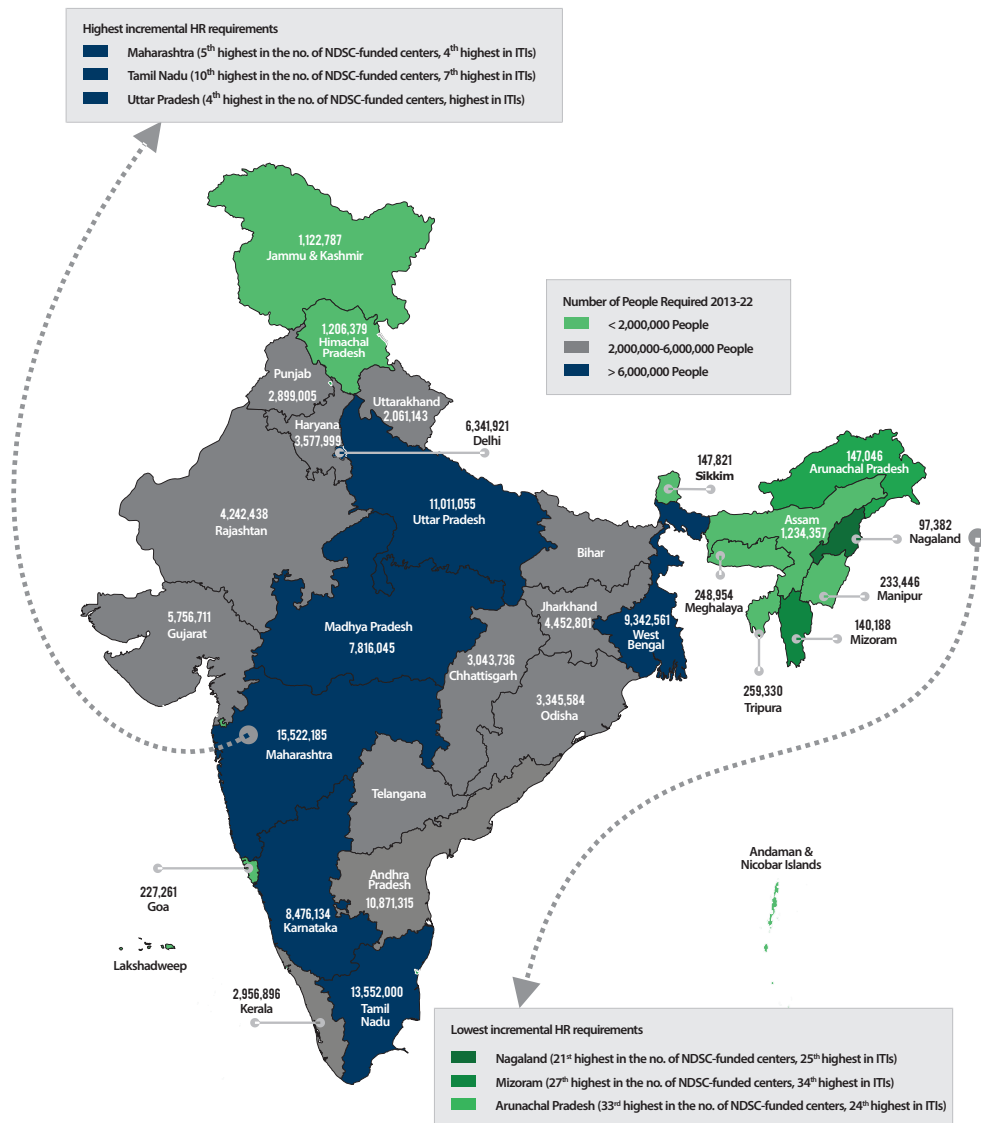 Highest incremental HR requirements
Maharashtra (5th highest in the no. of NDSC-funded centers, 4th highest in ITIs)
Tamil Nadu (10th highest in the no. of NDSC-funded centers, 7th highest in ITIs)
Uttar Pradesh (4th highest in the no. of NDSC-funded centers, highest in ITIs)
1,122,787
Jammu & Kashmir
Number of People Required 2013-22
< 2,000,000 People
2,000,000-6,000,000 People
> 6,000,000 People
1,206,379
Himachal
Pradesh
Punjab
2,899,005
Uttarakhand
2,061,143
Haryana
3,577,999
6,341,921
Delhi
147,821
Sikkim
147,046
Arunachal Pradesh
4,242,438
Rajashtan
11,011,055
Uttar Pradesh
Assam
1,234,357
97,382
Nagaland
Bihar
248,954
Meghalaya
233,446
Manipur
5,756,711
Gujarat
Madhya Pradesh
7,816,045
Jharkhand
4,452,801
9,342,561
West
Bengal
140,188
Mizoram
3,043,736
Chhattisgarh
3,345,584
Odisha
259,330
Tripura
15,522,185
Maharashtra
Telangana
Andaman &
Nicobar Islands
227,261
Goa
Andhra
Pradesh
10,871,315
8,476,134
Karnataka
Lakshadweep
2,956,896
Kerala
13,552,000
Tamil
Nadu
Lowest incremental HR requirements
Nagaland (21st highest in the no. of NDSC-funded centers, 25th highest in ITIs)
Mizoram (27th highest in the no. of NDSC-funded centers, 34th highest in ITIs)
Arunachal Pradesh (33rd highest in the no. of NDSC-funded centers, 24th highest in ITIs)